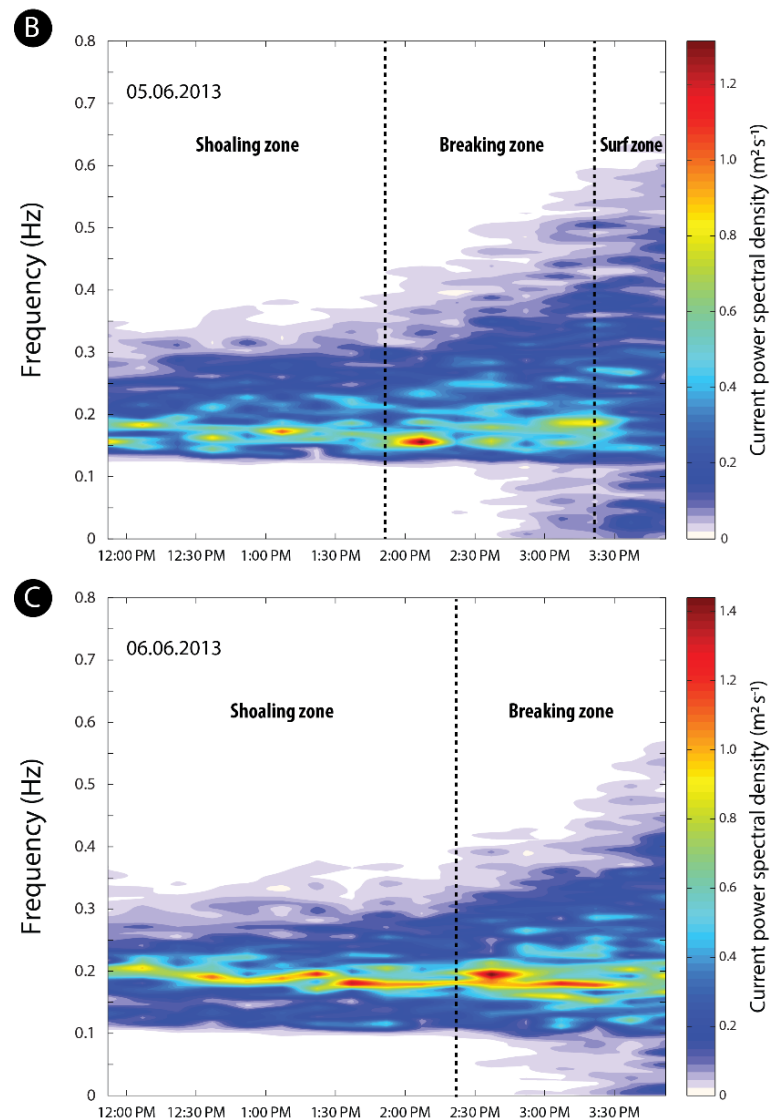 B
0.8
0.7
0.6
0.5
0.4
0.3
0.2
0.1
0
Frequency (Hz)
05.06.2013
Shoaling zone
Breaking zone
Surf zone
12:00 PM
12:30 PM
1:00 PM
1:30 PM
2:00 PM
2:30 PM
3:00 PM
3:30 PM
1.2
1.0
0.8
0.6
0.4
0.2
0
Current power spectral density (m² s⁻¹)
C
0.8
0.7
0.6
0.5
0.4
0.3
0.2
0.1
0
Frequency (Hz)
06.06.2013
Shoaling zone
Breaking zone
12:00 PM
12:30 PM
1:00 PM
1:30 PM
2:00 PM
2:30 PM
3:00 PM
3:30 PM
1.4
1.2
1.0
0.8
0.6
0.4
0.2
0
Current power spectral density (m² s⁻¹)